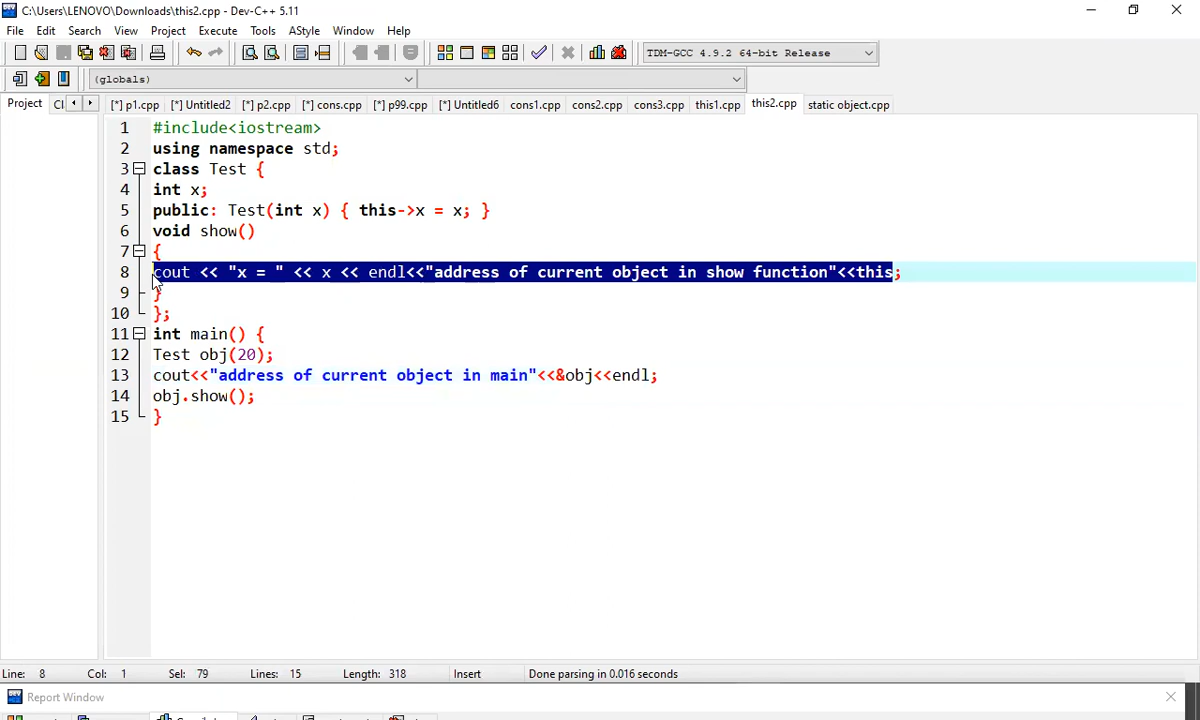 C:\Users\LENOVO\Downloads\this2.cpp - Dev-C++ 5.11
File Edit Search View Project Execute Tools AStyle Window Help
TDM-GCC 4.9.2 64-bit Release
(globals)
Project Cl [*] p1.cpp [*] Untitled2 [*] p2.cpp [*] cons.cpp [*] p99.cpp [*] Untitled6 cons1.cpp cons2.cpp cons3.cpp this1.cpp this2.cpp static object.cpp
1 #include<iostream>
2 using namespace std;
3 class Test {
4 int x;
5 public: Test(int x) { this->x = x; }
6 void show()
7 {
8 cout << "x = " << x << endl<<"address of current object in show function"<<this;
9 }
10 };
11 int main() {
12 Test obj(20);
13 cout<<"address of current object in main"<<&obj<<endl;
14 obj.show();
15 }
Line: 8 Col: 1 Sel: 79 Lines: 15 Length: 318 Insert Done parsing in 0.016 seconds
Report Window